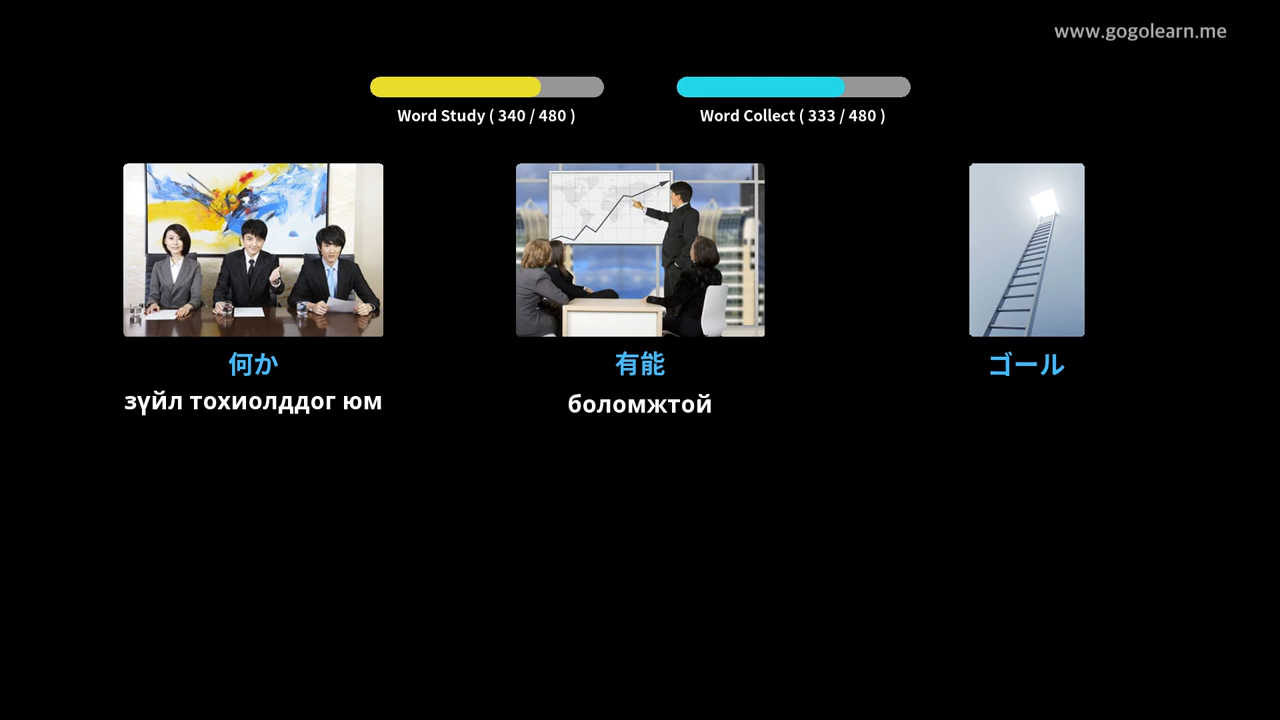 www.gogolearn.me
Word Study ( 340 / 480 )
Word Collect ( 333 / 480 )
何か
зүйл тохиолддог юм
有能
боломжтой
ゴール